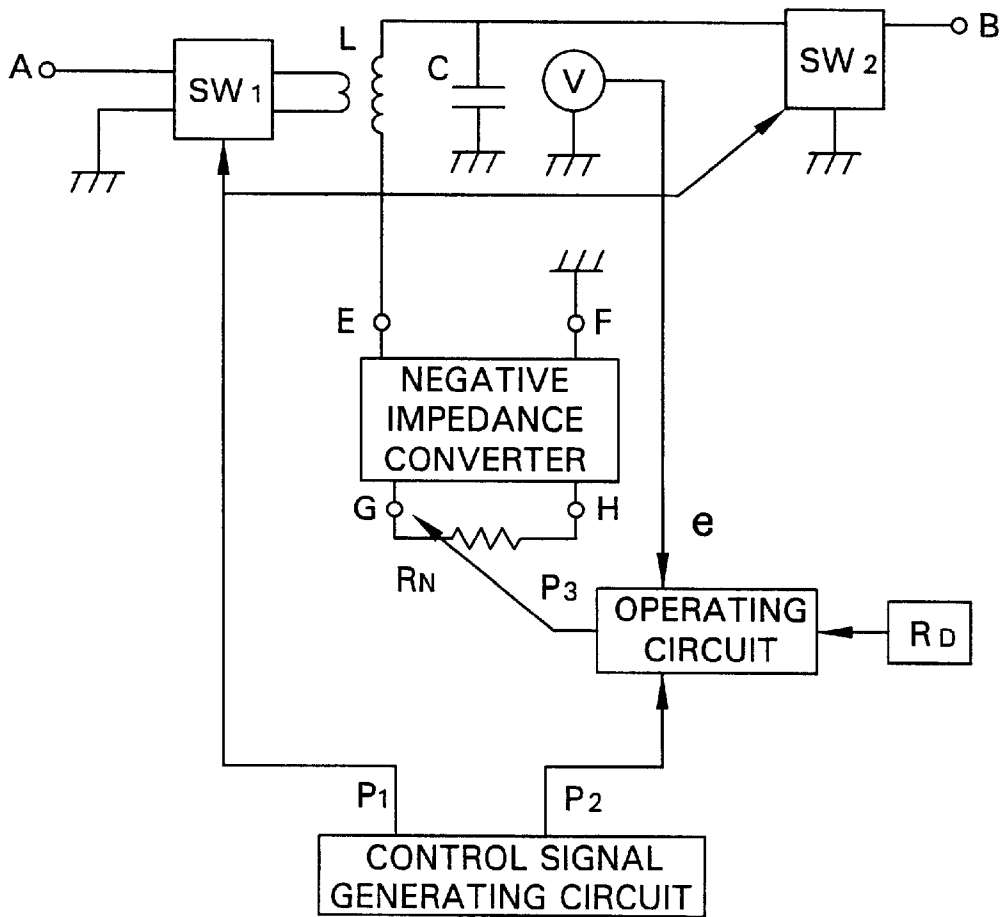 A
SW1
L
C
V
SW2
B
E
F
NEGATIVE
IMPEDANCE
CONVERTER
G
H
RN
P3
e
OPERATING
CIRCUIT
RD
P1
P2
CONTROL SIGNAL
GENERATING CIRCUIT